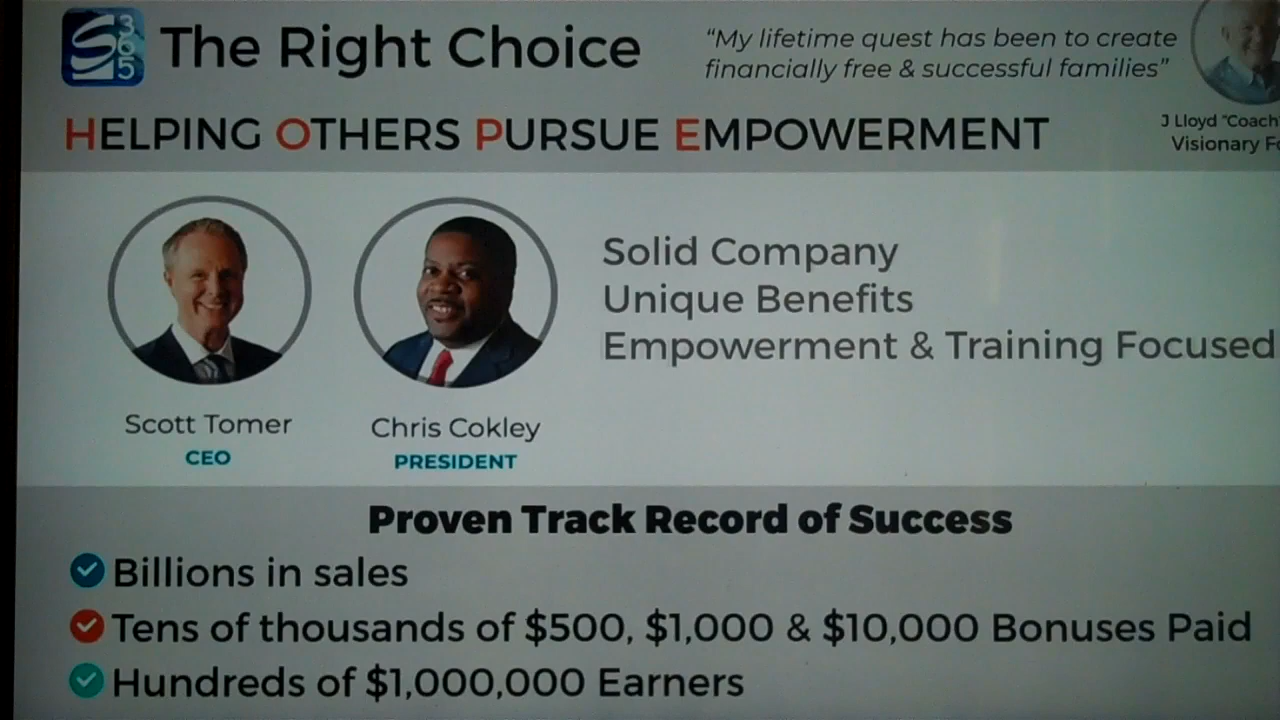 S 365 The Right Choice
"My lifetime quest has been to create
financially free & successful families"
J Lloyd "Coach"
Visionary
HELPING OTHERS PURSUE EMPOWERMENT
Solid Company
Unique Benefits
Empowerment & Training Focused
Scott Tomer
CEO
Chris Cokley
PRESIDENT
Proven Track Record of Success
Billions in sales
Tens of thousands of $500, $1,000 & $10,000 Bonuses Paid
Hundreds of $1,000,000 Earners